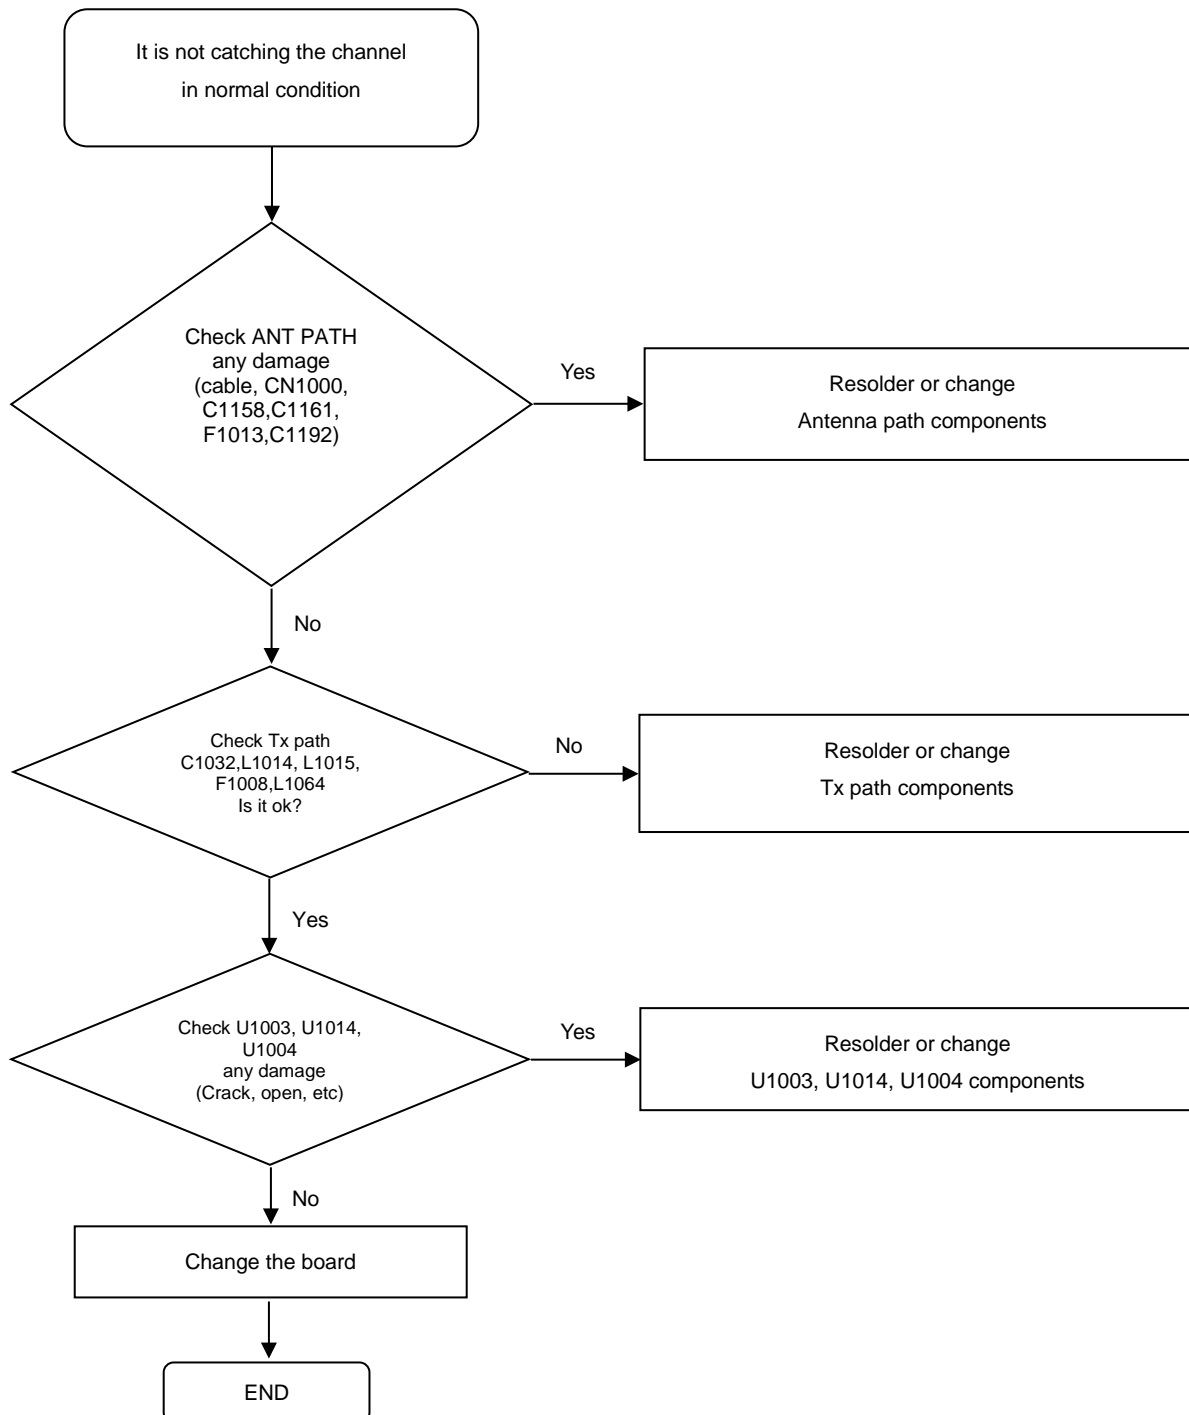 It is not catching the channel
in normal condition
Check ANT PATH
any damage
(cable, CN1000,
C1158,C1161,
F1013,C1192)
Yes
Resolder or change
Antenna path components
No
Check Tx path
C1032,L1014, L1015,
F1008,L1064
Is it ok?
No
Resolder or change
Tx path components
Yes
Check U1003, U1014,
U1004
any damage
(Crack, open, etc)
Yes
Resolder or change
U1003, U1014, U1004 components
No
Change the board
END